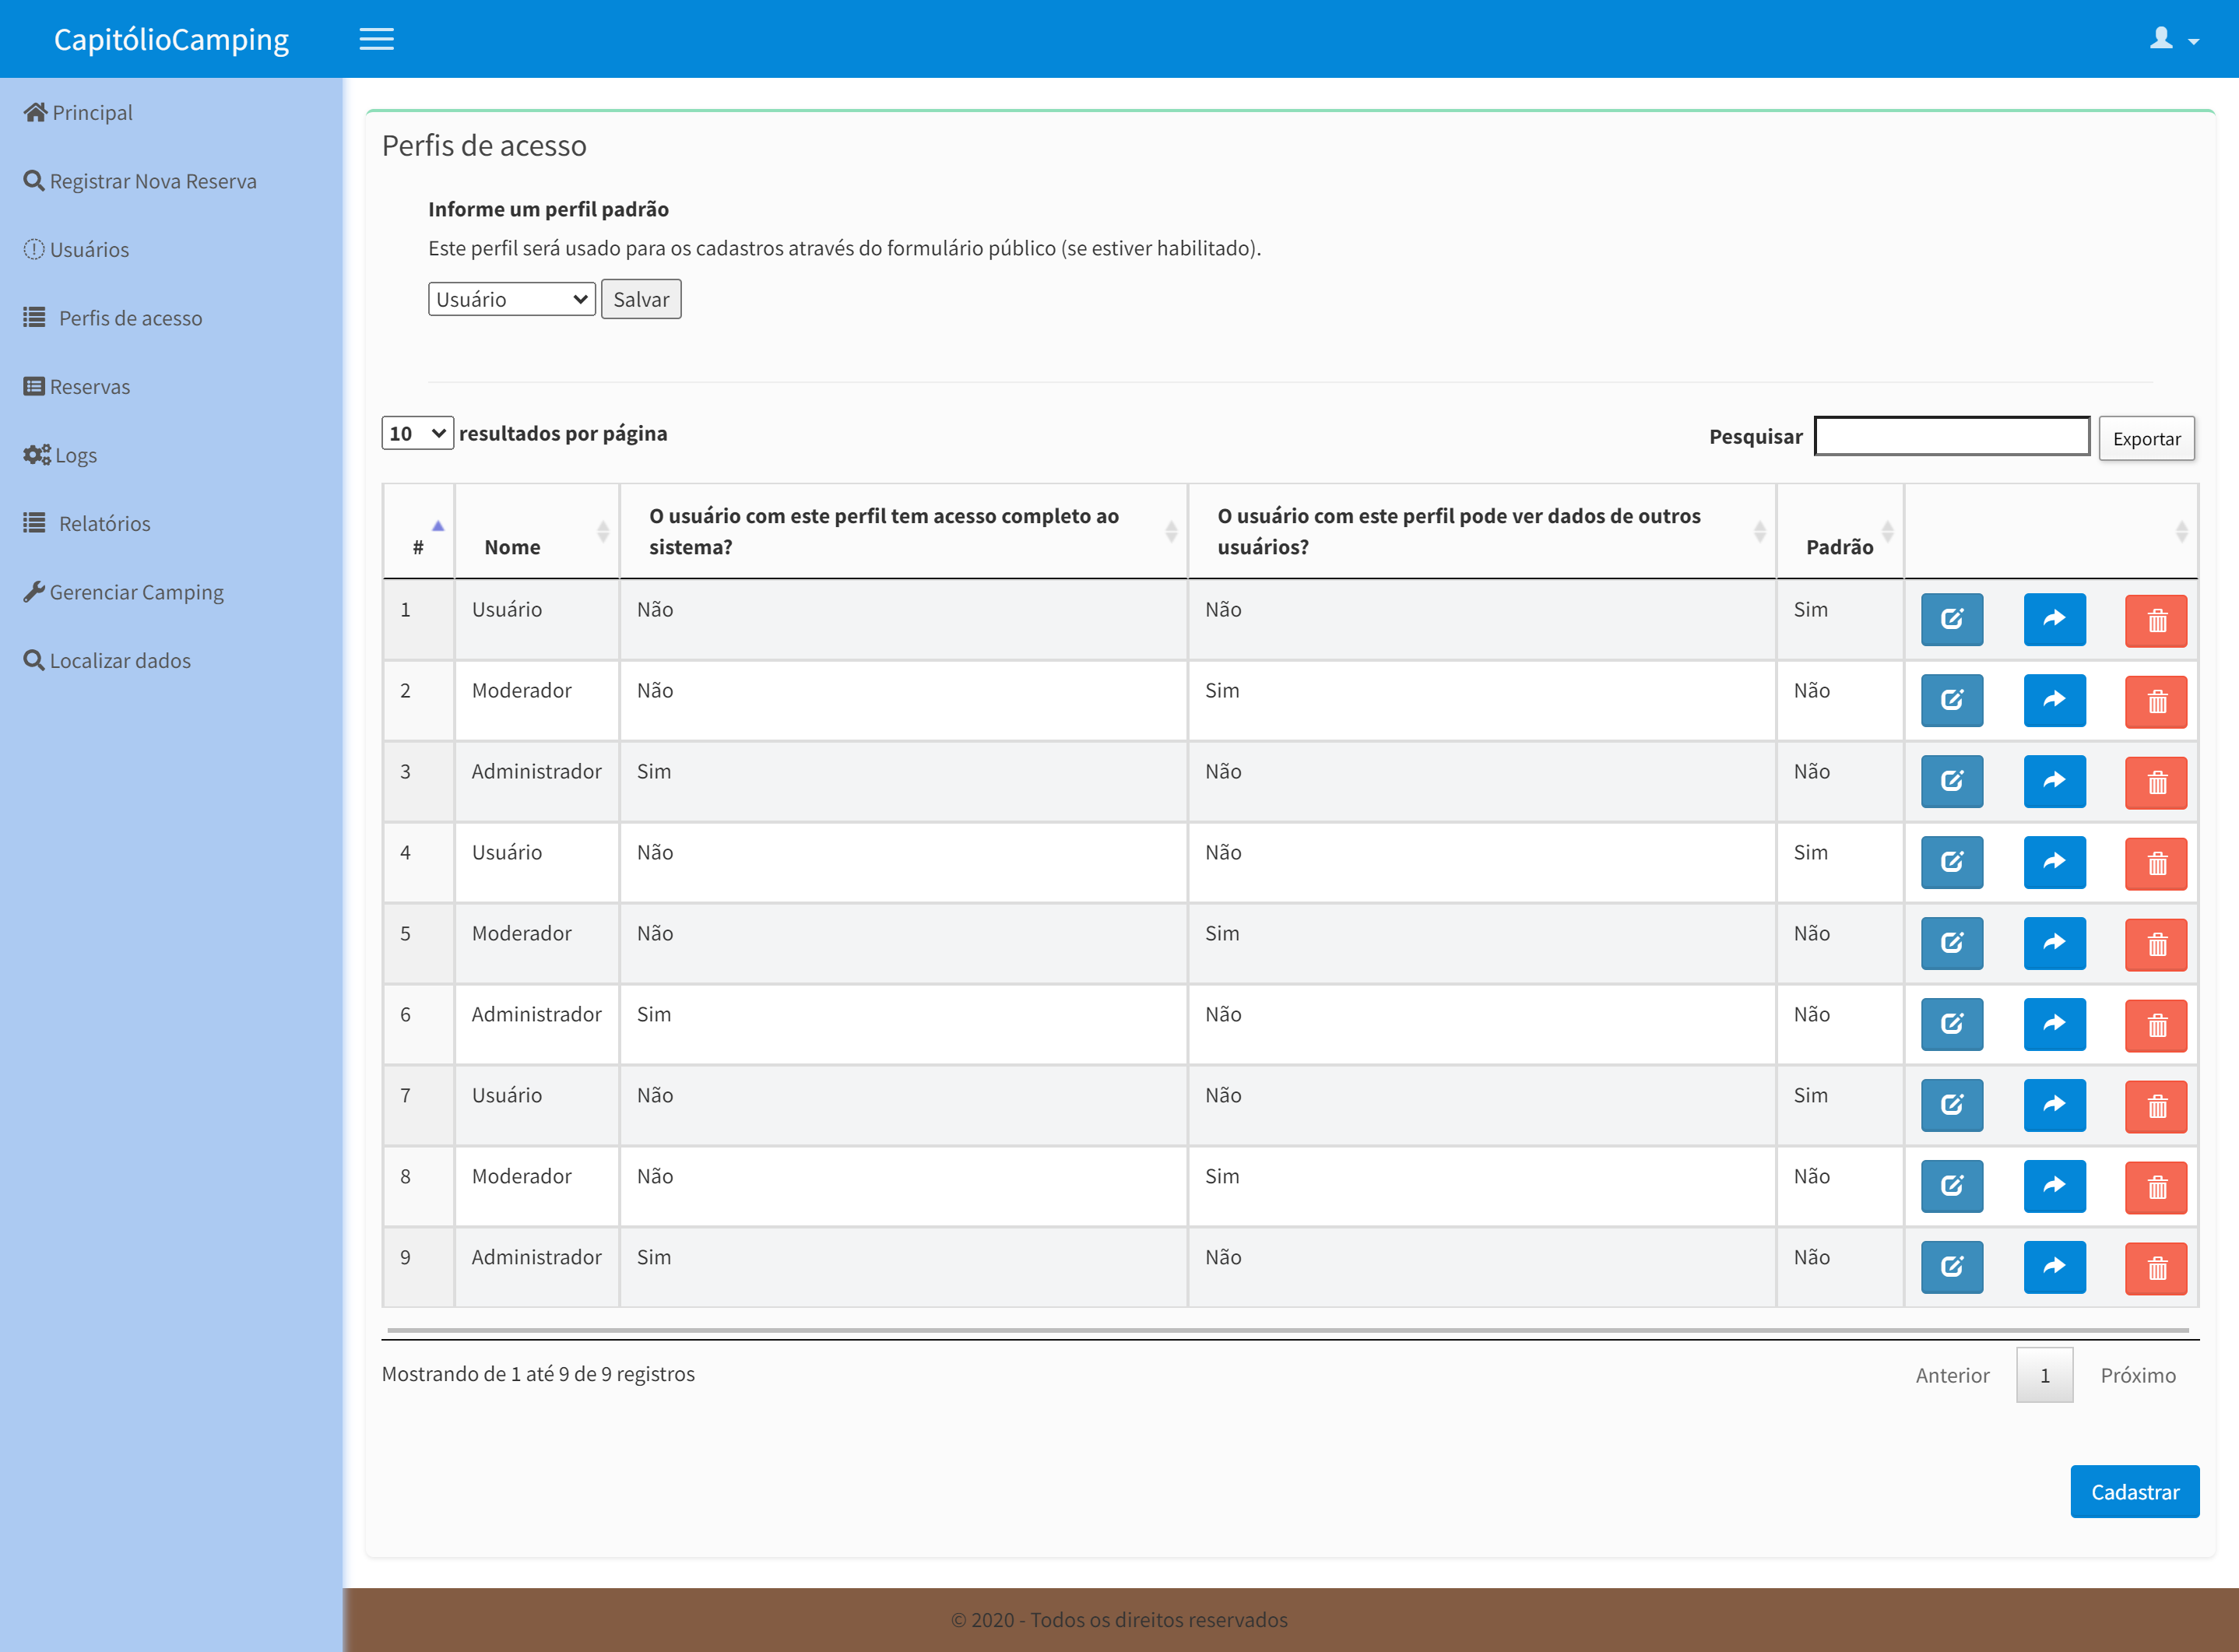 CapitólioCamping
Principal
Registrar Nova Reserva
Usuários
Perfis de acesso
Reservas
Logs
Relatórios
Gerenciar Camping
Localizar dados
Perfis de acesso
Informe um perfil padrão
Este perfil será usado para os cadastros através do formulário público (se estiver habilitado).
Usuário Salvar
10 resultados por página Pesquisar Exportar
# Nome O usuário com este perfil tem acesso completo ao sistema? O usuário com este perfil pode ver dados de outros usuários? Padrão
1 Usuário Não Não Sim
2 Moderador Não Sim Não
3 Administrador Sim Não Não
4 Usuário Não Não Sim
5 Moderador Não Sim Não
6 Administrador Sim Não Não
7 Usuário Não Não Sim
8 Moderador Não Sim Não
9 Administrador Sim Não Não
Mostrando de 1 até 9 de 9 registros Anterior 1 Próximo
Cadastrar
© 2020 - Todos os direitos reservados